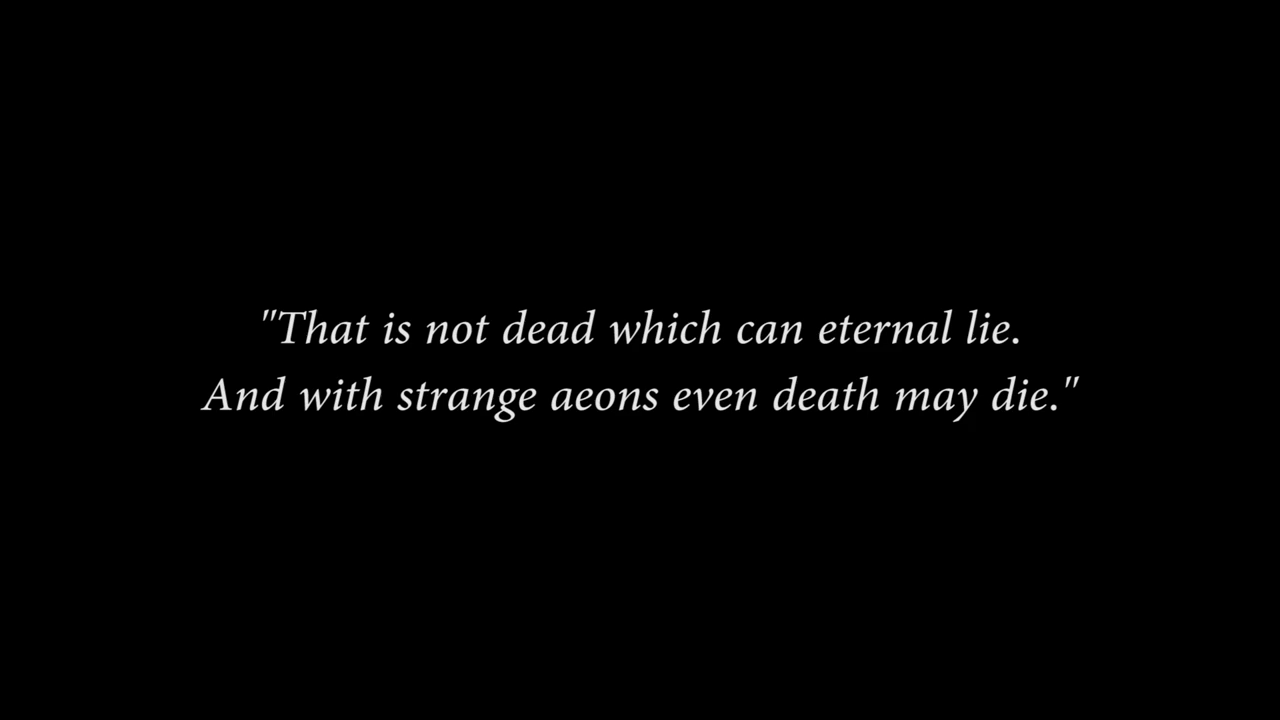 "That is not dead which can eternal lie.
And with strange aeons even death may die."